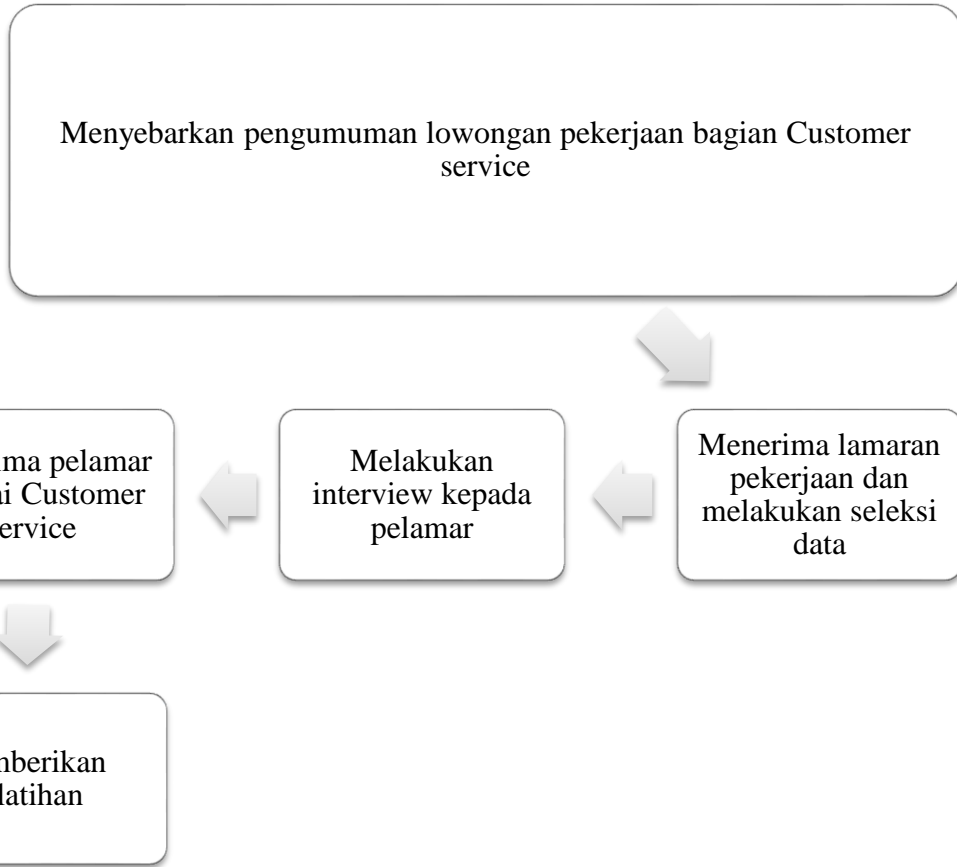 Menyebarkan pengumuman lowongan pekerjaan bagian Customer
service
Menerima lamaran
pekerjaan dan
melakukan seleksi
data
Melakukan
interview kepada
pelamar
pelamar
Customer